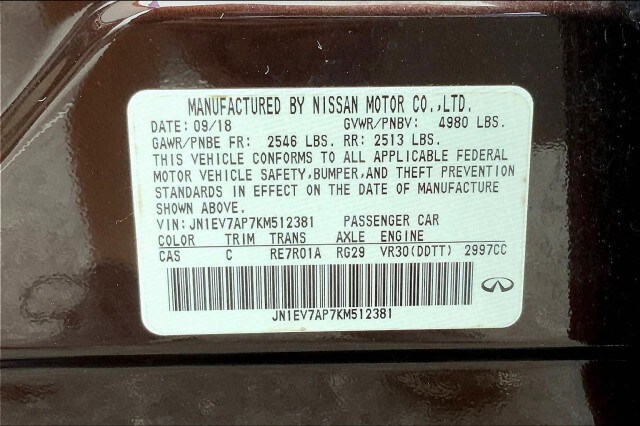 MANUFACTURED BY NISSAN MOTOR CO.,LTD.
DATE: 09/18 GVWR/PNBV: 4980 LBS.
GAWR/PNBE FR: 2546 LBS. RR: 2513 LBS.
THIS VEHICLE CONFORMS TO ALL APPLICABLE FEDERAL
MOTOR VEHICLE SAFETY,BUMPER,AND THEFT PREVENTION
STANDARDS IN EFFECT ON THE DATE OF MANUFACTURE
SHOWN ABOVE.
VIN: JN1EV7AP7KM512381 PASSENGER CAR
COLOR TRIM TRANS AXLE ENGINE
CAS C RE7R01A RG29 VR30(DDTT) 2997CC
JN1EV7AP7KM512381